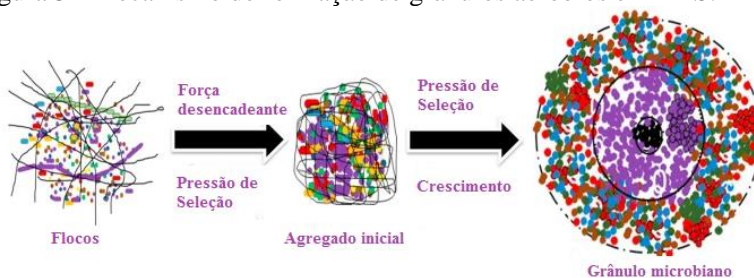 Força
desencadeante
Pressão de
Seleção
Pressão de
Seleção
Crescimento
Flocos
Agregado inicial
Grânulo microbiano